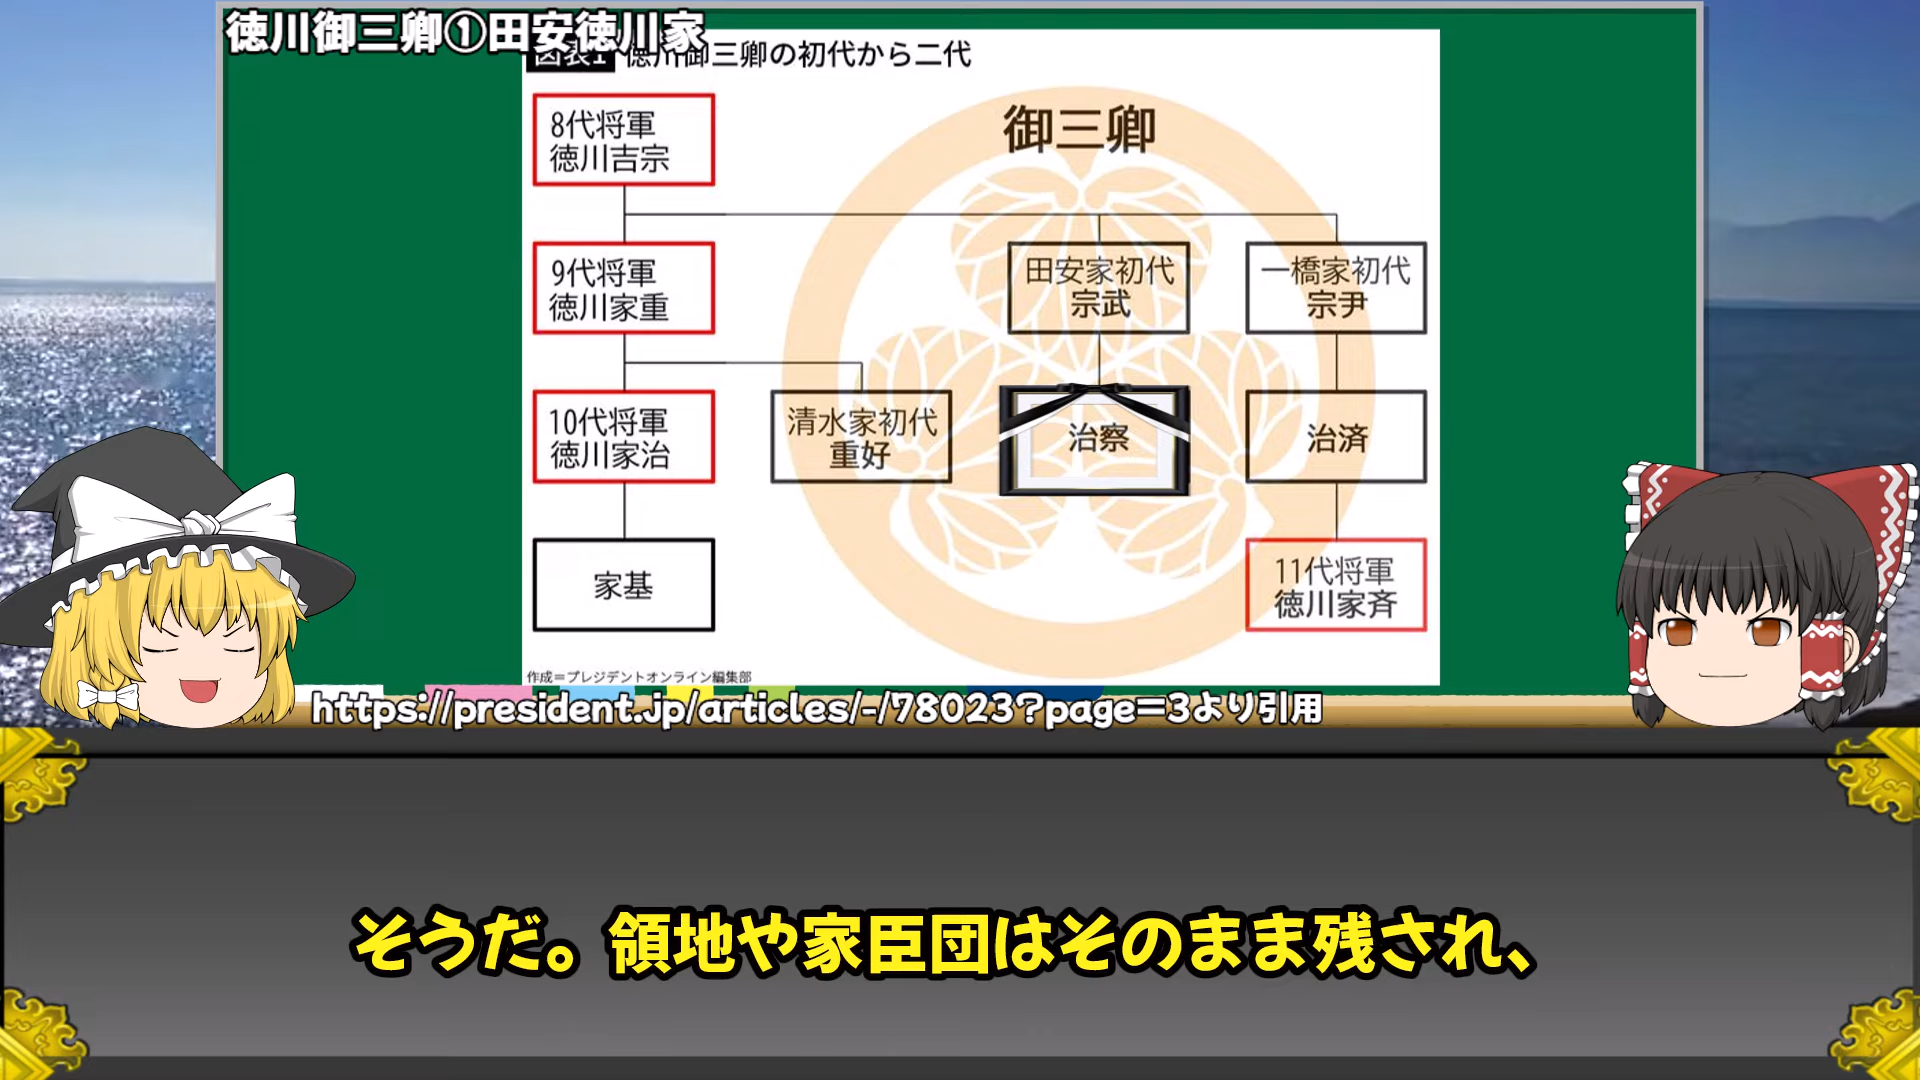 徳川御三卿①田安徳川家
図表1 徳川御三卿の初代から二代
御三卿
8代将軍
徳川吉宗
9代将軍
徳川家重
田安家初代
宗武
一橋家初代
宗尹
10代将軍
徳川家治
清水家初代
重好
治察
治済
家基
11代将軍
徳川家斉
作成=プレジデントオンライン編集部
https://president.jp/articles/-/78023?page=3より引用
そうだ。領地や家臣団はそのまま残され、